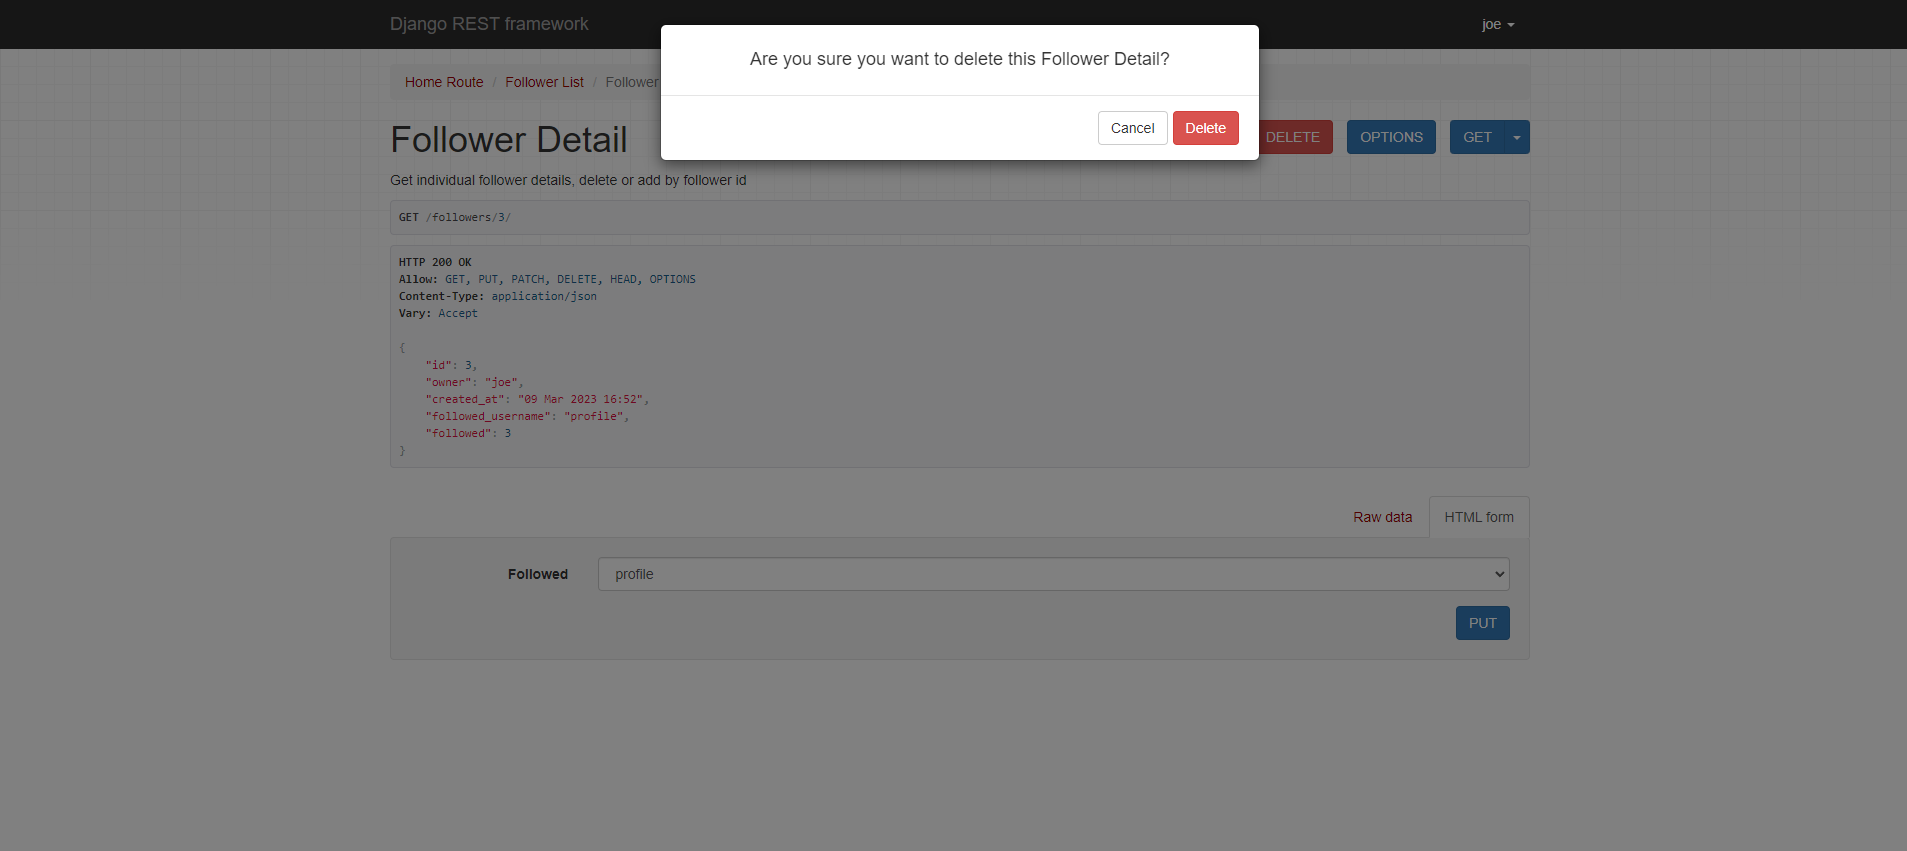 Django REST framework
joe
Are you sure you want to delete this Follower Detail?
Cancel
Delete
Home Route / Follower List / Follower
Follower Detail
DELETE
OPTIONS
GET
Get individual follower details, delete or add by follower id
GET /followers/3/
HTTP 200 OK
Allow: GET, PUT, PATCH, DELETE, HEAD, OPTIONS
Content-Type: application/json
Vary: Accept
{
"id": 3,
"owner": "joe",
"created_at": "09 Mar 2023 16:52",
"followed_username": "profile",
"followed": 3
}
Raw data
HTML form
Followed
profile
PUT